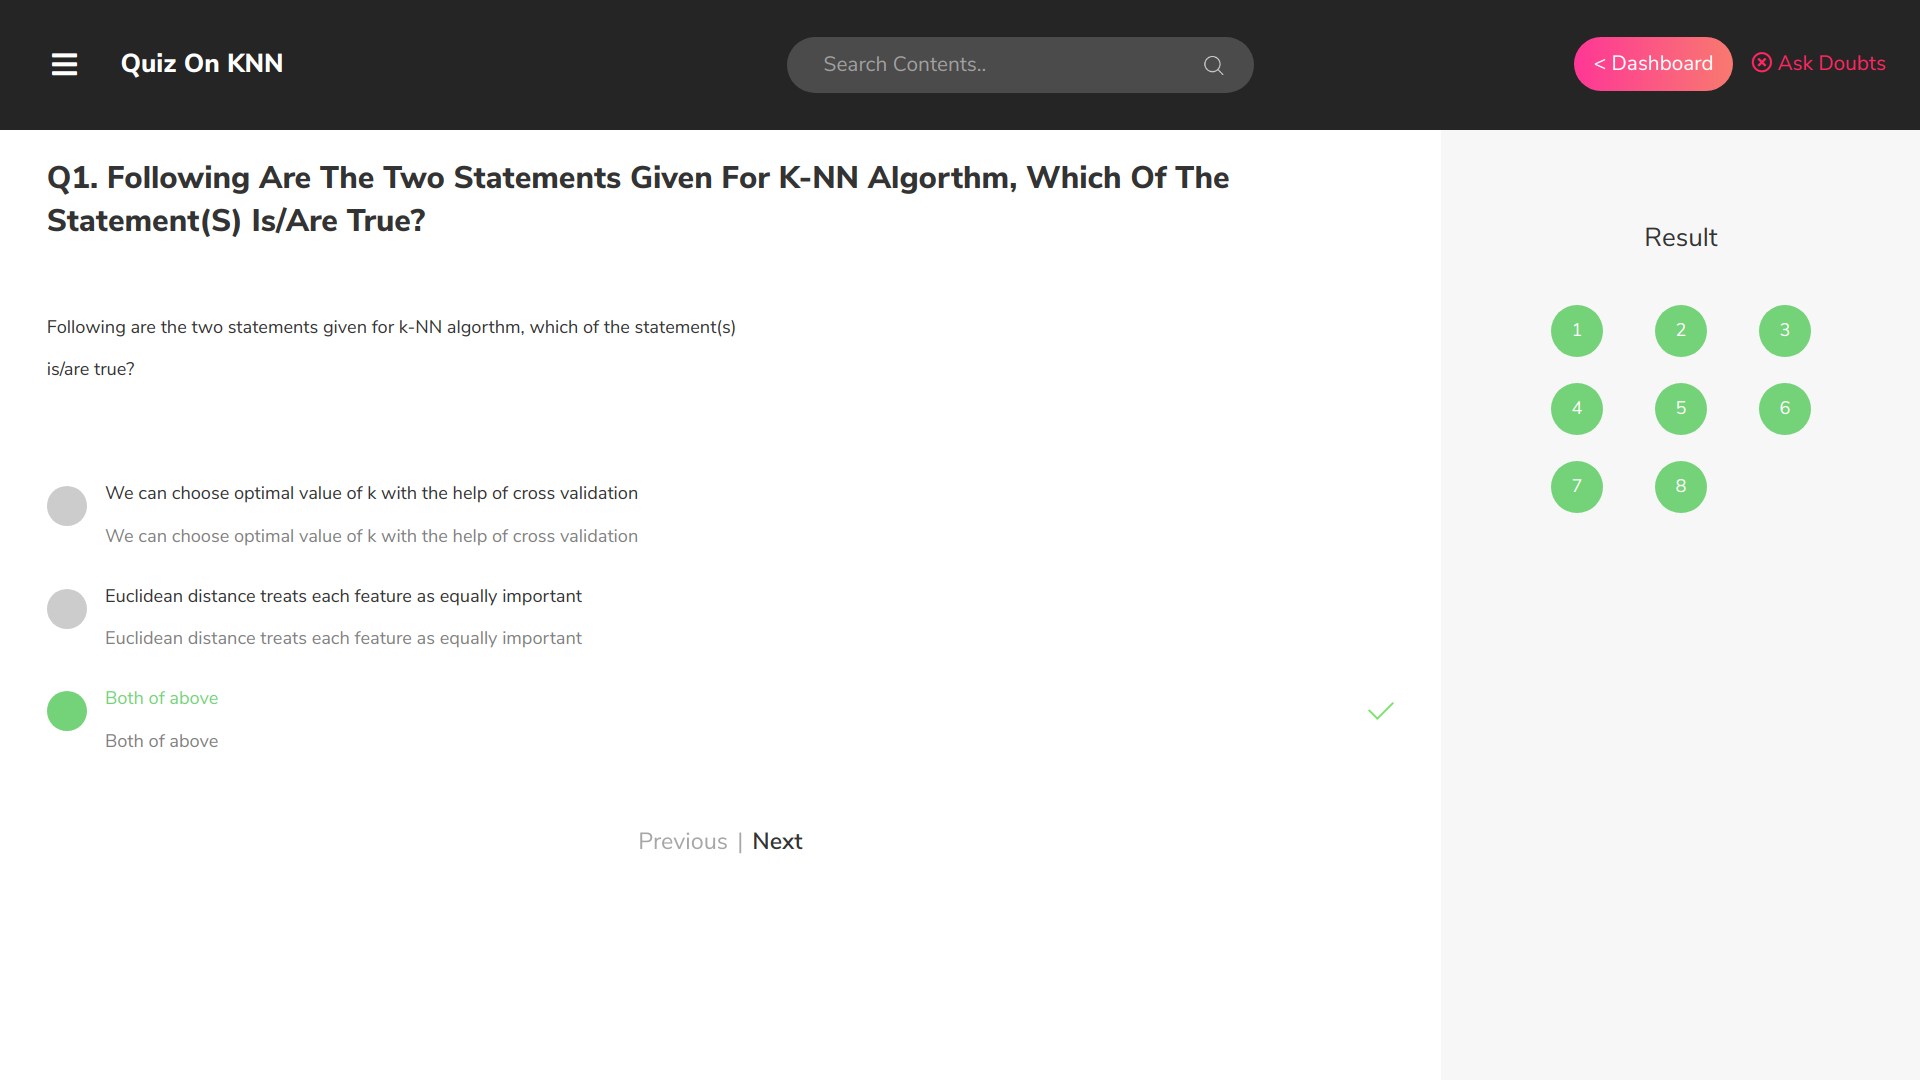 Quiz On KNN
Search Contents..
< Dashboard
Ask Doubts
Q1. Following Are The Two Statements Given For K-NN Algorthm, Which Of The
Statement(S) Is/Are True?
Following are the two statements given for k-NN algorthm, which of the statement(s)
is/are true?
We can choose optimal value of k with the help of cross validation
We can choose optimal value of k with the help of cross validation
Euclidean distance treats each feature as equally important
Euclidean distance treats each feature as equally important
Both of above
Both of above
Previous | Next
Result
1 2 3
4 5 6
7 8